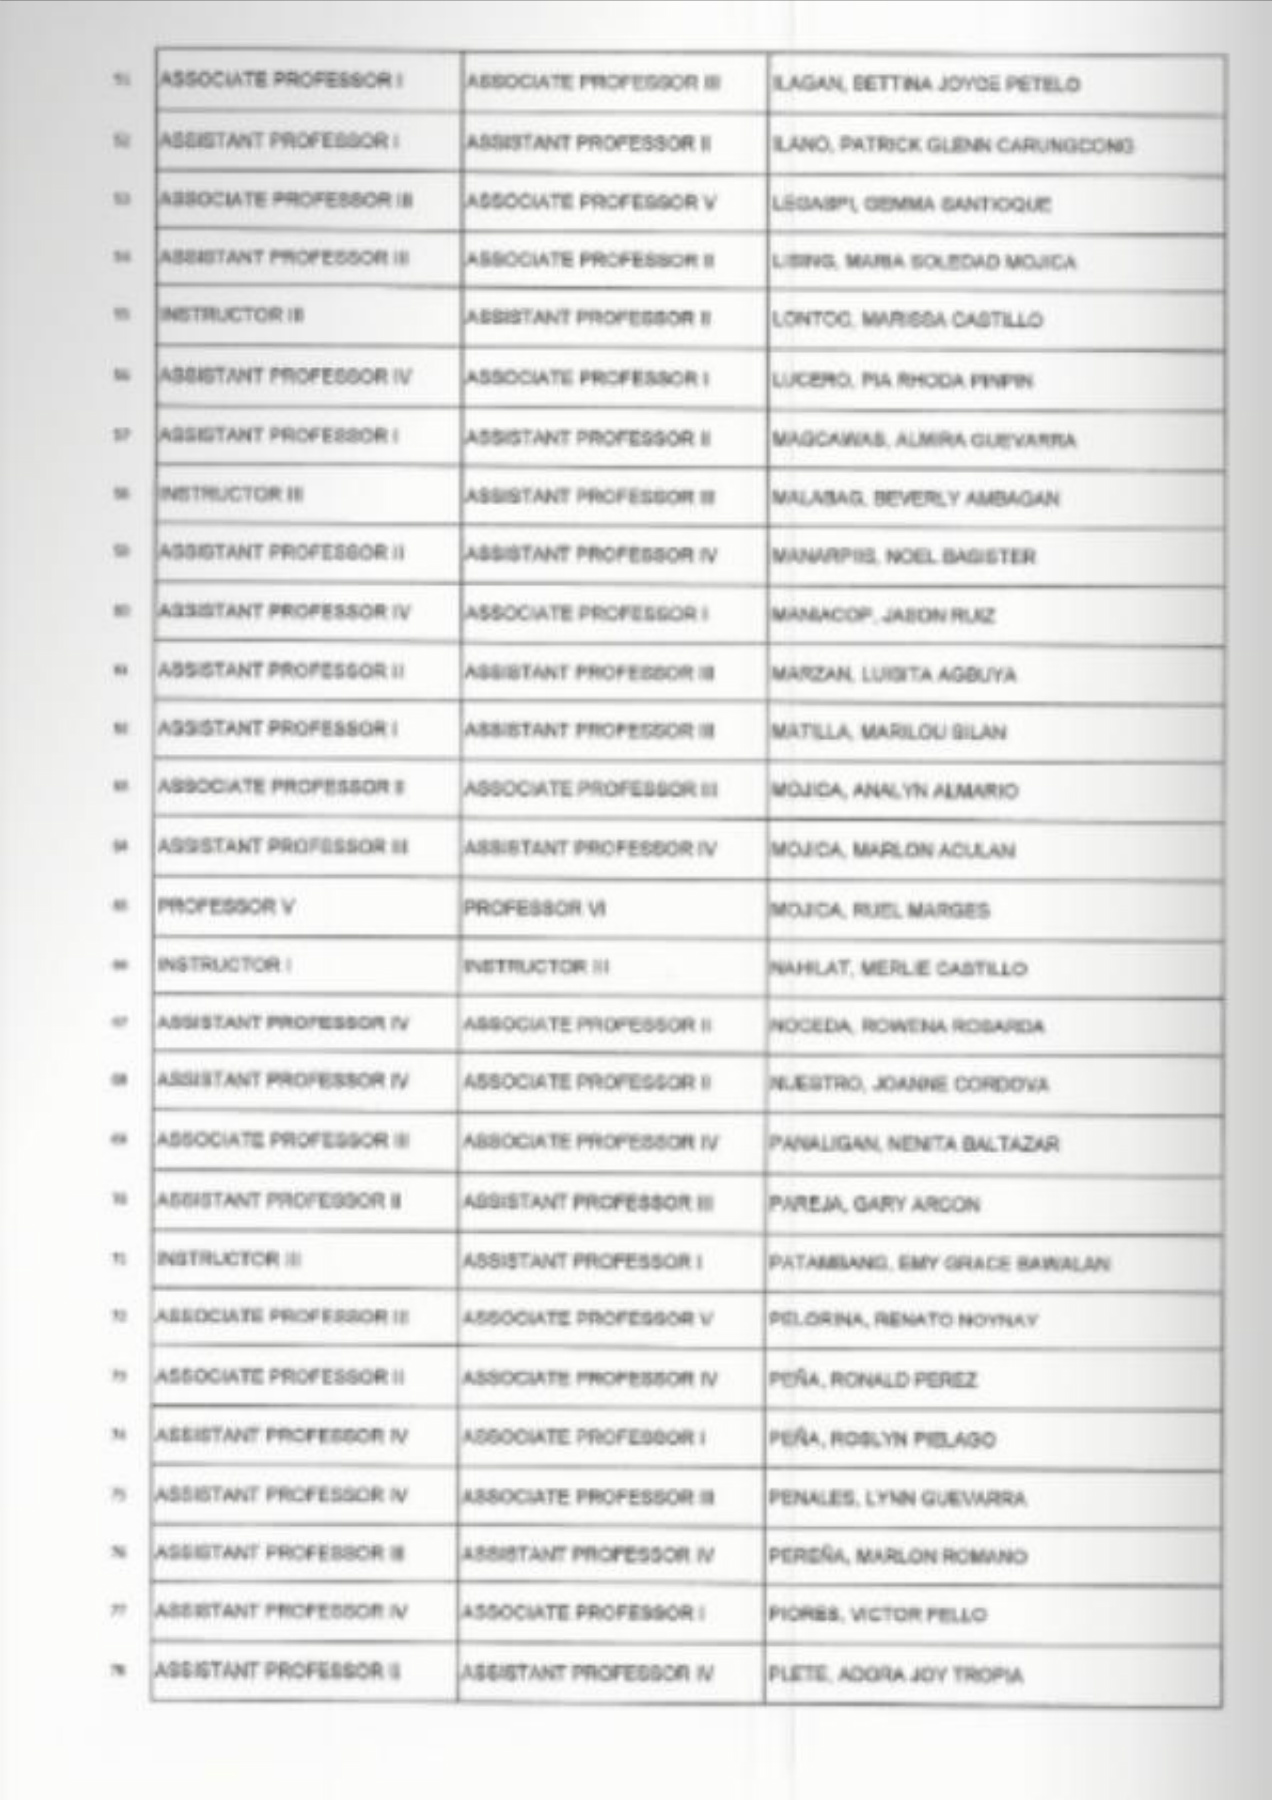 51 ASSOCIATE PROFESSOR I ASSOCIATE PROFESSOR III ILAGAN, BETTINA JOYCE PETELO
52 ASSISTANT PROFESSOR I ASSISTANT PROFESSOR II ILANO, PATRICK GLENN CARUNGCONG
53 ASSOCIATE PROFESSOR III ASSOCIATE PROFESSOR V LEGASPI, GEMMA SANTIOQUE
54 ASSISTANT PROFESSOR III ASSOCIATE PROFESSOR II LISING, MARIA SOLEDAD MOJICA
55 INSTRUCTOR III ASSISTANT PROFESSOR II LONTOC, MARISSA CASTILLO
56 ASSISTANT PROFESSOR IV ASSOCIATE PROFESSOR I LUCERO, PIA RHODA PINPIN
57 ASSISTANT PROFESSOR I ASSISTANT PROFESSOR II MAGCAWAS, ALMIRA GUEVARRA
58 INSTRUCTOR III ASSISTANT PROFESSOR III MALABAG, BEVERLY AMBAGAN
59 ASSISTANT PROFESSOR II ASSISTANT PROFESSOR IV MANARPIIS, NOEL BAGISTER
60 ASSISTANT PROFESSOR IV ASSOCIATE PROFESSOR I MANIACOP, JASON RUIZ
61 ASSISTANT PROFESSOR II ASSISTANT PROFESSOR III MARZAN, LUISITA AGBUYA
62 ASSISTANT PROFESSOR I ASSISTANT PROFESSOR III MATILLA, MARILOU BILAN
63 ASSOCIATE PROFESSOR II ASSOCIATE PROFESSOR III MOJICA, ANALYN ALMARIO
64 ASSISTANT PROFESSOR III ASSISTANT PROFESSOR IV MOJICA, MARLON ACULAN
65 PROFESSOR V PROFESSOR VI MOJICA, RUEL MARGES
66 INSTRUCTOR I INSTRUCTOR III NAHILAT, MERLIE CASTILLO
67 ASSISTANT PROFESSOR IV ASSOCIATE PROFESSOR II NOCEDA, ROWENA ROSARDA
68 ASSISTANT PROFESSOR IV ASSOCIATE PROFESSOR II NUESTRO, JOANNE CORDOVA
69 ASSOCIATE PROFESSOR III ASSOCIATE PROFESSOR IV PANALIGAN, NENITA BALTAZAR
70 ASSISTANT PROFESSOR II ASSISTANT PROFESSOR III PAREJA, GARY ARCON
71 INSTRUCTOR III ASSISTANT PROFESSOR I PATAMBANG, EMY GRACE BAWALAN
72 ASSOCIATE PROFESSOR III ASSOCIATE PROFESSOR V PELORINA, RENATO NOYNAY
73 ASSOCIATE PROFESSOR II ASSOCIATE PROFESSOR IV PEÑA, RONALD PEREZ
74 ASSISTANT PROFESSOR IV ASSOCIATE PROFESSOR I PEÑA, ROSLYN PIELAGO
75 ASSISTANT PROFESSOR IV ASSOCIATE PROFESSOR III PENALES, LYNN GUEVARRA
76 ASSISTANT PROFESSOR III ASSISTANT PROFESSOR IV PEREÑA, MARLON ROMANO
77 ASSISTANT PROFESSOR IV ASSOCIATE PROFESSOR I PIORES, VICTOR PELLO
78 ASSISTANT PROFESSOR II ASSISTANT PROFESSOR IV PLETE, ADORA JOY TROPIA